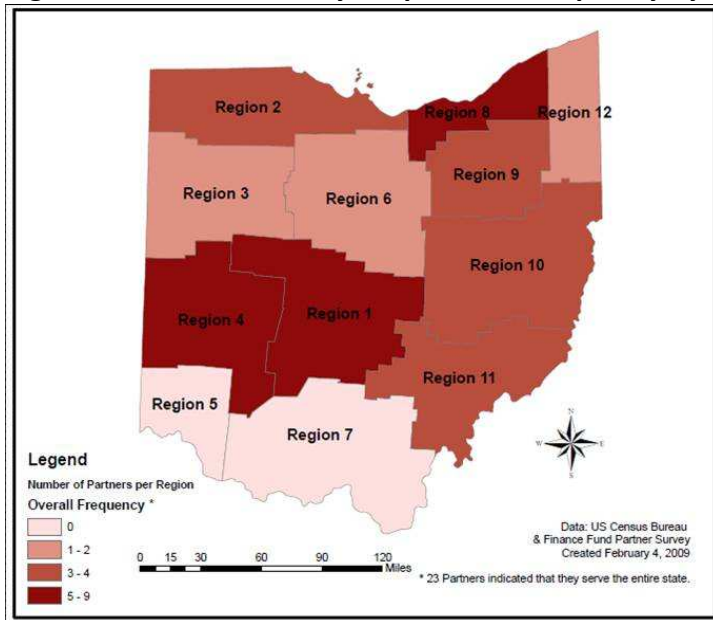 Region 2
Region 8
Region 12
Region 9
Region 3
Region 6
Region 10
Region 4
Region 1
Region 11
Region 5
Region 7
N
W E
S
Legend
Number of Partners per Region
Overall Frequency *
0
1 - 2
3 - 4
5 - 9
0 15 30 60 90 120
Miles
Data: US Census Bureau
& Finance Fund Partner Survey
Created February 4, 2009
* 23 Partners indicated that they serve the entire state.